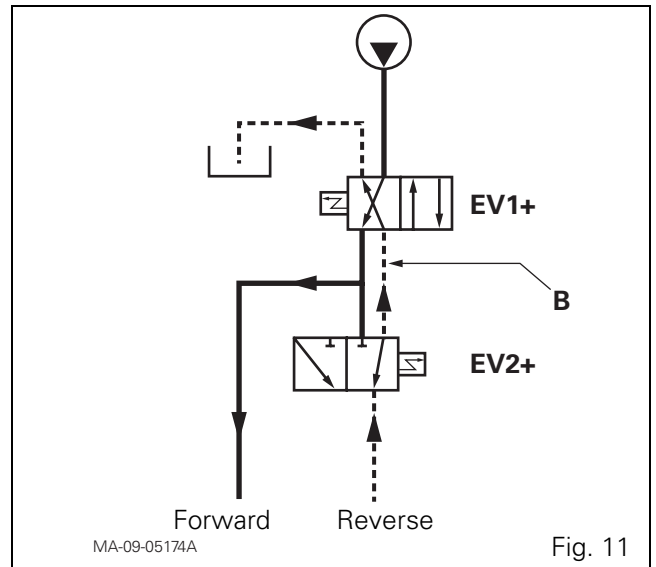 EV1+
B
EV2+
Forward Reverse
MA-09-05174A
Fig. 11